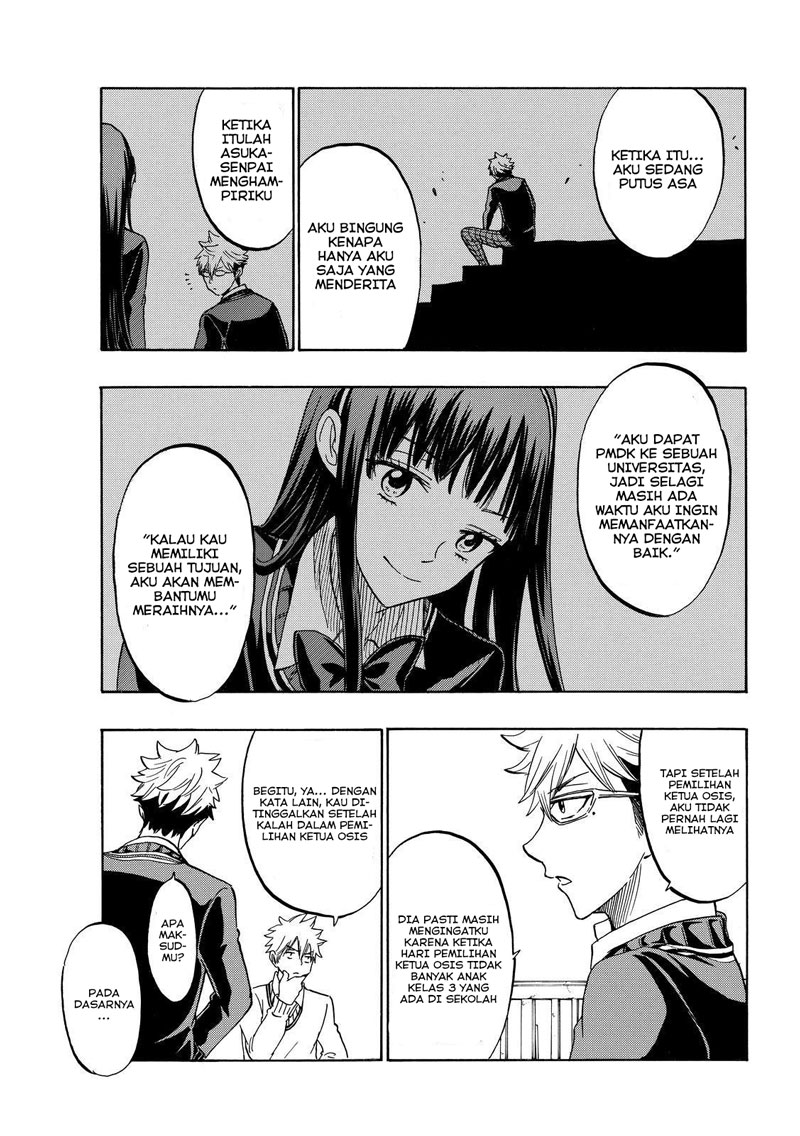 KETIKA ITU...
AKU SEDANG
PUTUS ASA
AKU BINGUNG
KENAPA
HANYA AKU
SAJA YANG
MENDERITA
KETIKA
ITULAH
ASUKA-
SENPAI
MENGHAM-
PIRIKU
"AKU DAPAT
PMDK KE SEBUAH
UNIVERSITAS,
JADI SELAGI
MASIH ADA
WAKTU AKU INGIN
MEMANFAATKAN-
NYA DENGAN
BAIK."
"KALAU KAU
MEMILIKI
SEBUAH TUJUAN,
AKU AKAN MEM-
BANTUMU
MERAIHNYA..."
TAPI SETELAH
PEMILIHAN
KETUA OSIS,
AKU TIDAK
PERNAH LAGI
MELIHATNYA
DIA PASTI MASIH
MENGINGATKU
KARENA KETIKA
HARI PEMILIHAN
KETUA OSIS TIDAK
BANYAK ANAK
KELAS 3 YANG
ADA DI SEKOLAH
BEGITU, YA... DENGAN
KATA LAIN, KAU DI-
TINGGALKAN SETELAH
KALAH DALAM PEMI-
LIHAN KETUA OSIS
APA
MAK-
SUD-
MU?
PADA
DASARNYA
...